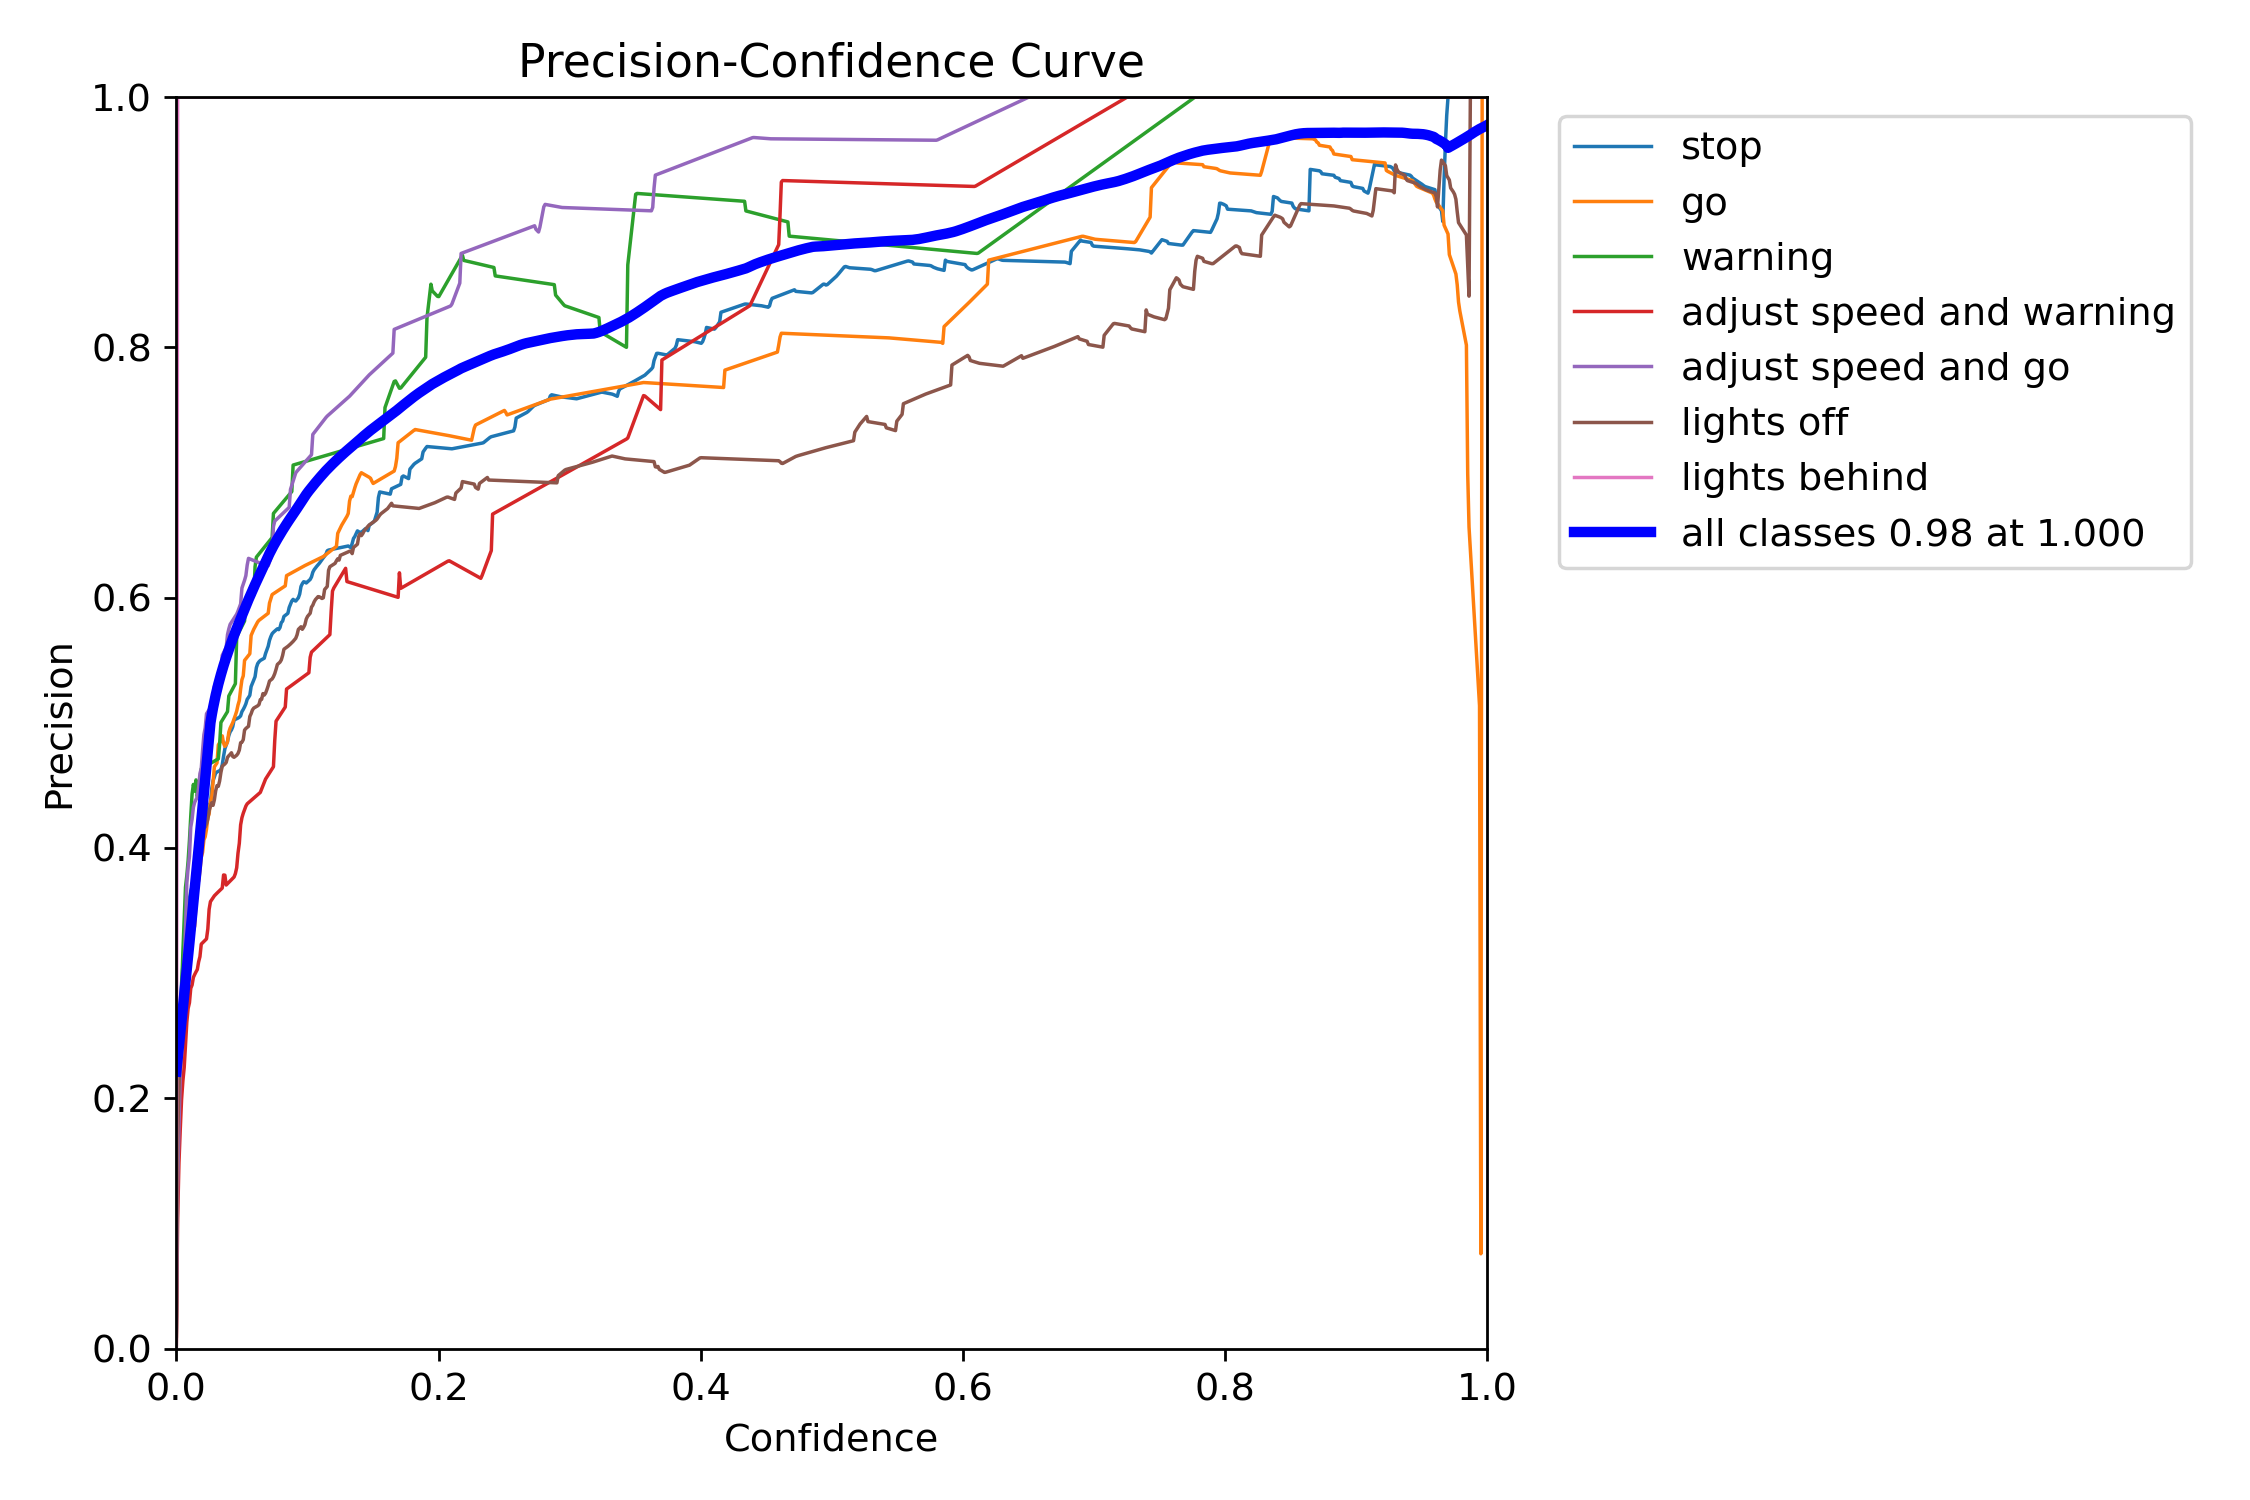 Precision-Confidence Curve
1.0
0.8
0.6
0.4
0.2
0.0
Precision
0.0 0.2 0.4 0.6 0.8 1.0
Confidence
stop
go
warning
adjust speed and warning
adjust speed and go
lights off
lights behind
all classes 0.98 at 1.000